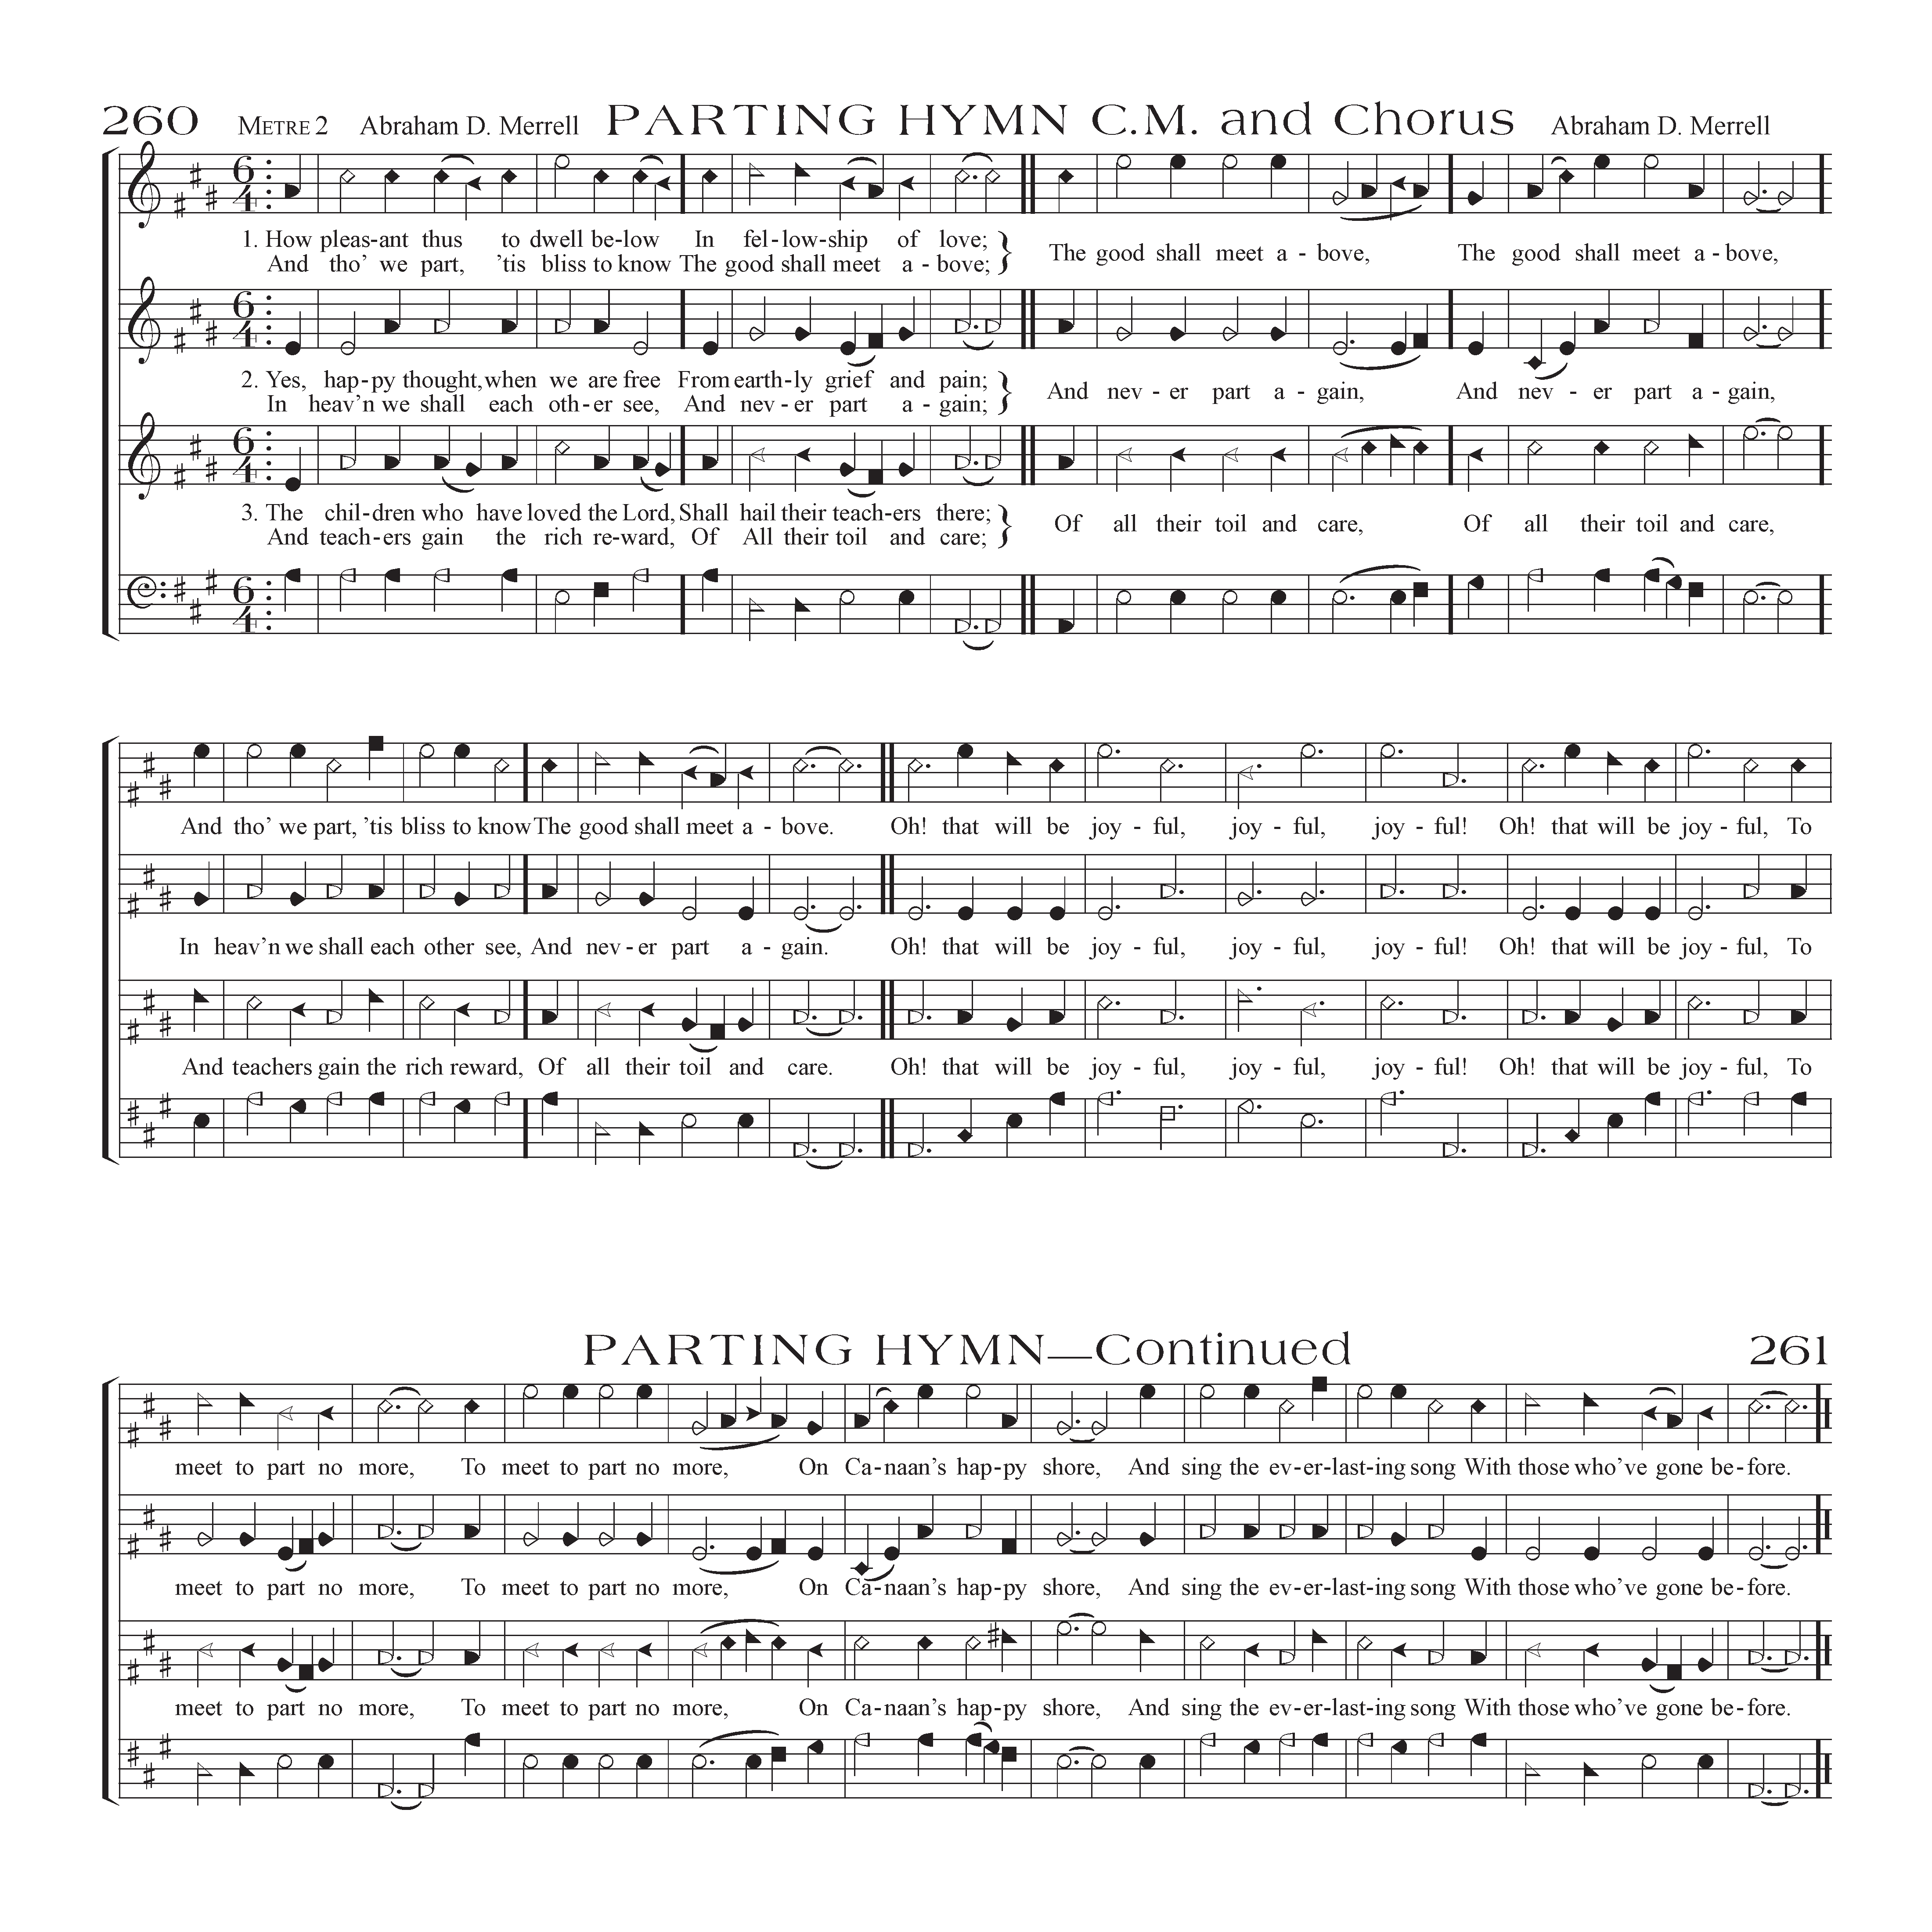 260 METRE 2 Abraham D. Merrell PARTING HYMN C.M. and Chorus Abraham D. Merrell
6 4
1. How pleas-ant thus to dwell be-low In fel-low-ship of love; } The good shall meet a - bove, The good shall meet a - bove,
And tho' we part, 'tis bliss to know The good shall meet a - bove;
6 4
2. Yes, hap-py thought, when we are free From earth-ly grief and pain; } And nev - er part a - gain, And nev - er part a - gain,
In heav'n we shall each oth-er see, And nev-er part a - gain;
6 4
3. The chil-dren who have loved the Lord, Shall hail their teach-ers there; } Of all their toil and care, Of all their toil and care,
And teach-ers gain the rich re-ward, Of All their toil and care;
6 4
And tho' we part, 'tis bliss to know The good shall meet a - bove. Oh! that will be joy - ful, joy - ful, joy - ful! Oh! that will be joy - ful, To
In heav'n we shall each other see, And nev - er part a - gain. Oh! that will be joy - ful, joy - ful, joy - ful! Oh! that will be joy - ful, To
And teachers gain the rich reward, Of all their toil and care. Oh! that will be joy - ful, joy - ful, joy - ful! Oh! that will be joy - ful, To
PARTING HYMN—Continued 261
meet to part no more, To meet to part no more, On Ca-naan's hap-py shore, And sing the ev-er-last-ing song With those who've gone be-fore.
meet to part no more, To meet to part no more, On Ca-naan's hap-py shore, And sing the ev-er-last-ing song With those who've gone be-fore.
meet to part no more, To meet to part no more, On Ca-naan's hap-py shore, And sing the ev-er-last-ing song With those who've gone be-fore.